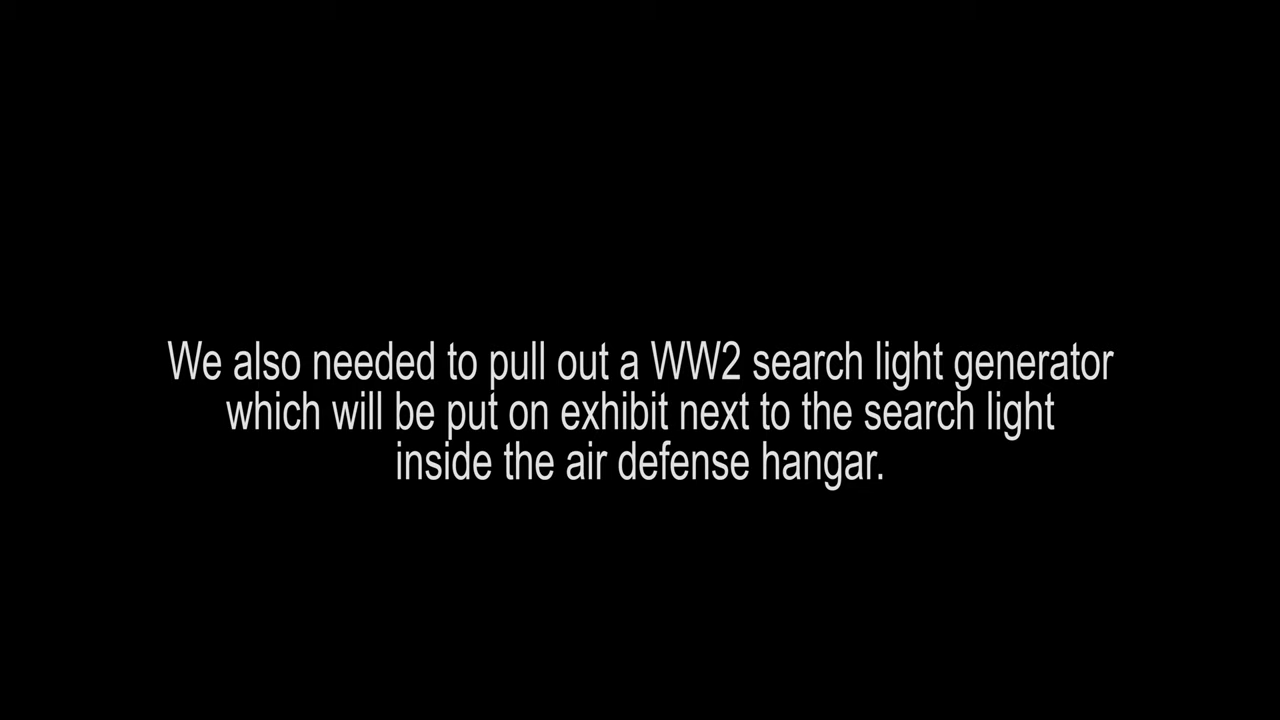 We also needed to pull out a WW2 search light generator
which will be put on exhibit next to the search light
inside the air defense hangar.